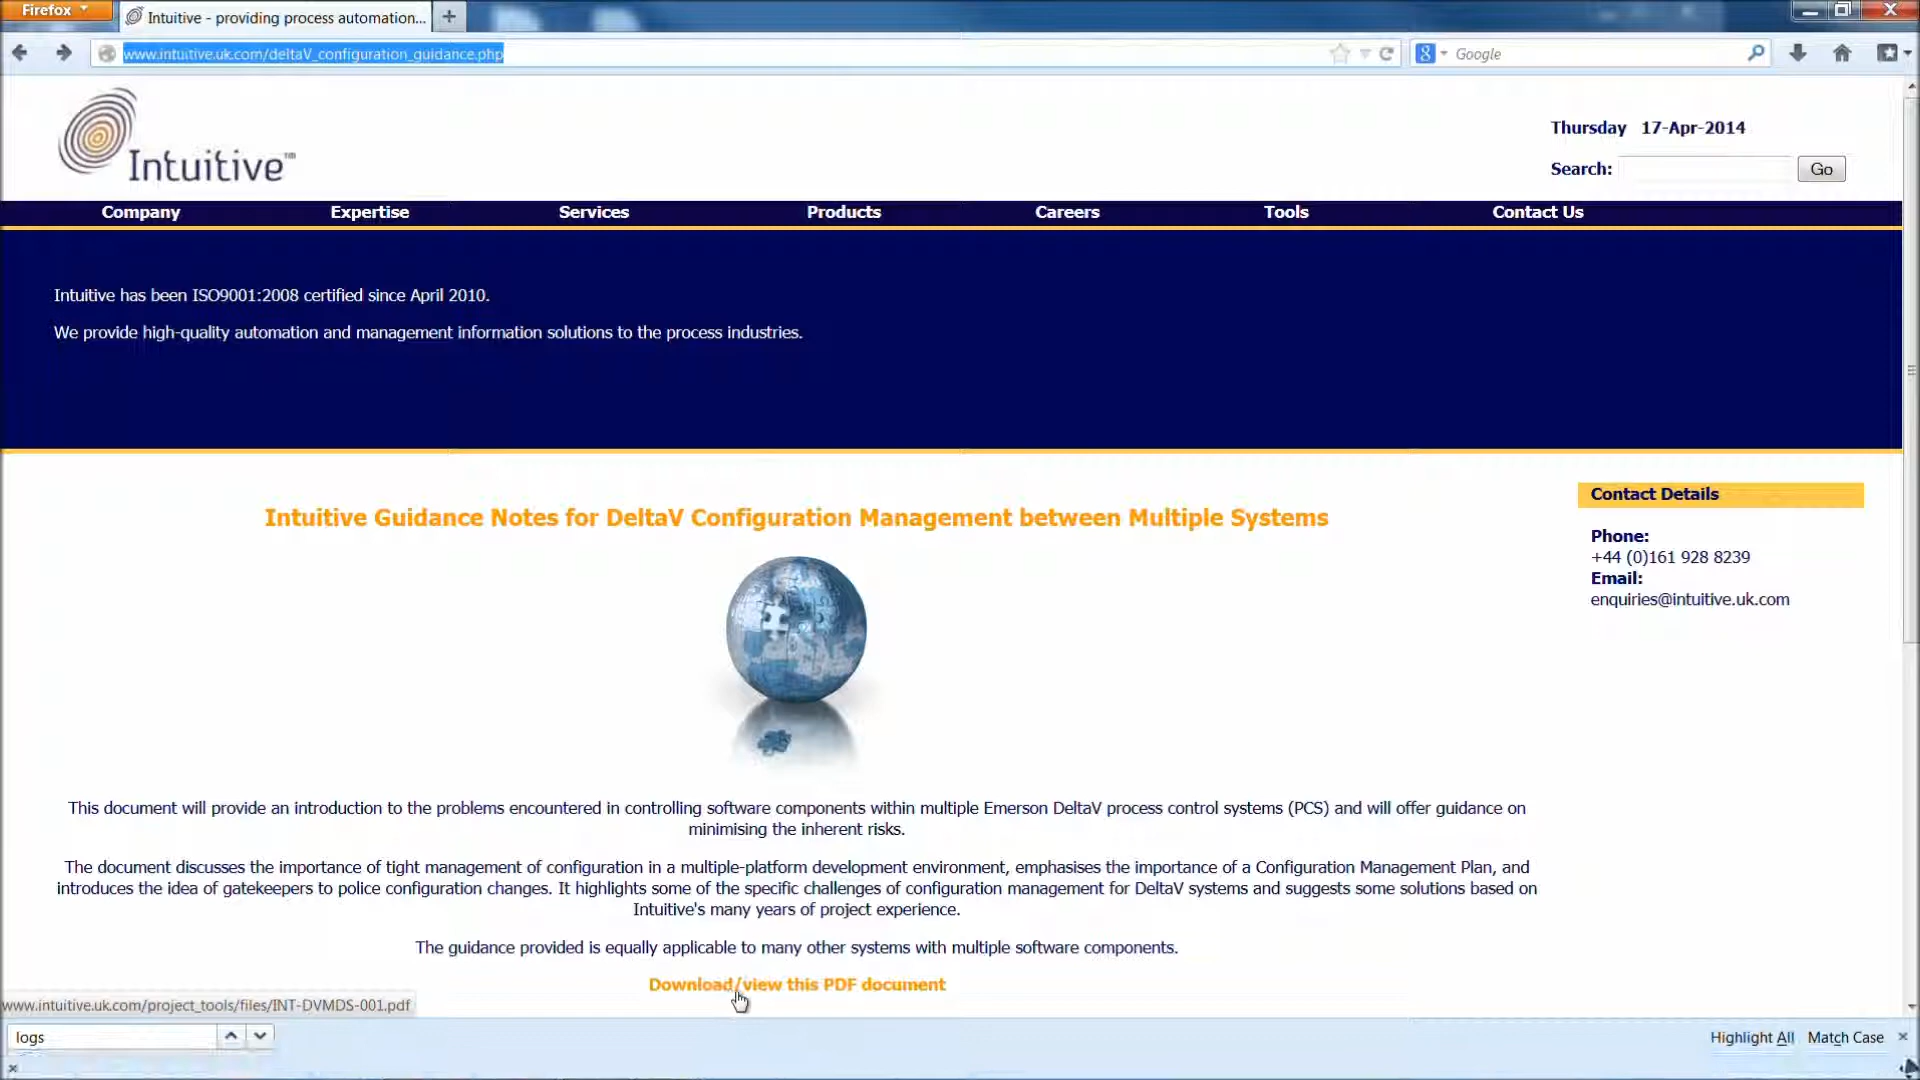 Firefox
Intuitive - providing process automation...
www.intuitive.uk.com/deltaV_configuration_guidance.php
Google
Intuitive™
Thursday 17-Apr-2014
Search:
Go
Company Expertise Services Products Careers Tools Contact Us
Intuitive has been ISO9001:2008 certified since April 2010.
We provide high-quality automation and management information solutions to the process industries.
Contact Details
Intuitive Guidance Notes for DeltaV Configuration Management between Multiple Systems
Phone:
+44 (0)161 928 8239
Email:
enquiries@intuitive.uk.com
This document will provide an introduction to the problems encountered in controlling software components within multiple Emerson DeltaV process control systems (PCS) and will offer guidance on
minimising the inherent risks.
The document discusses the importance of tight management of configuration in a multiple-platform development environment, emphasises the importance of a Configuration Management Plan, and
introduces the idea of gatekeepers to police configuration changes. It highlights some of the specific challenges of configuration management for DeltaV systems and suggests some solutions based on
Intuitive's many years of project experience.
The guidance provided is equally applicable to many other systems with multiple software components.
Download/view this PDF document
www.intuitive.uk.com/project_tools/files/INT-DVMDS-001.pdf
logs
Highlight All Match Case